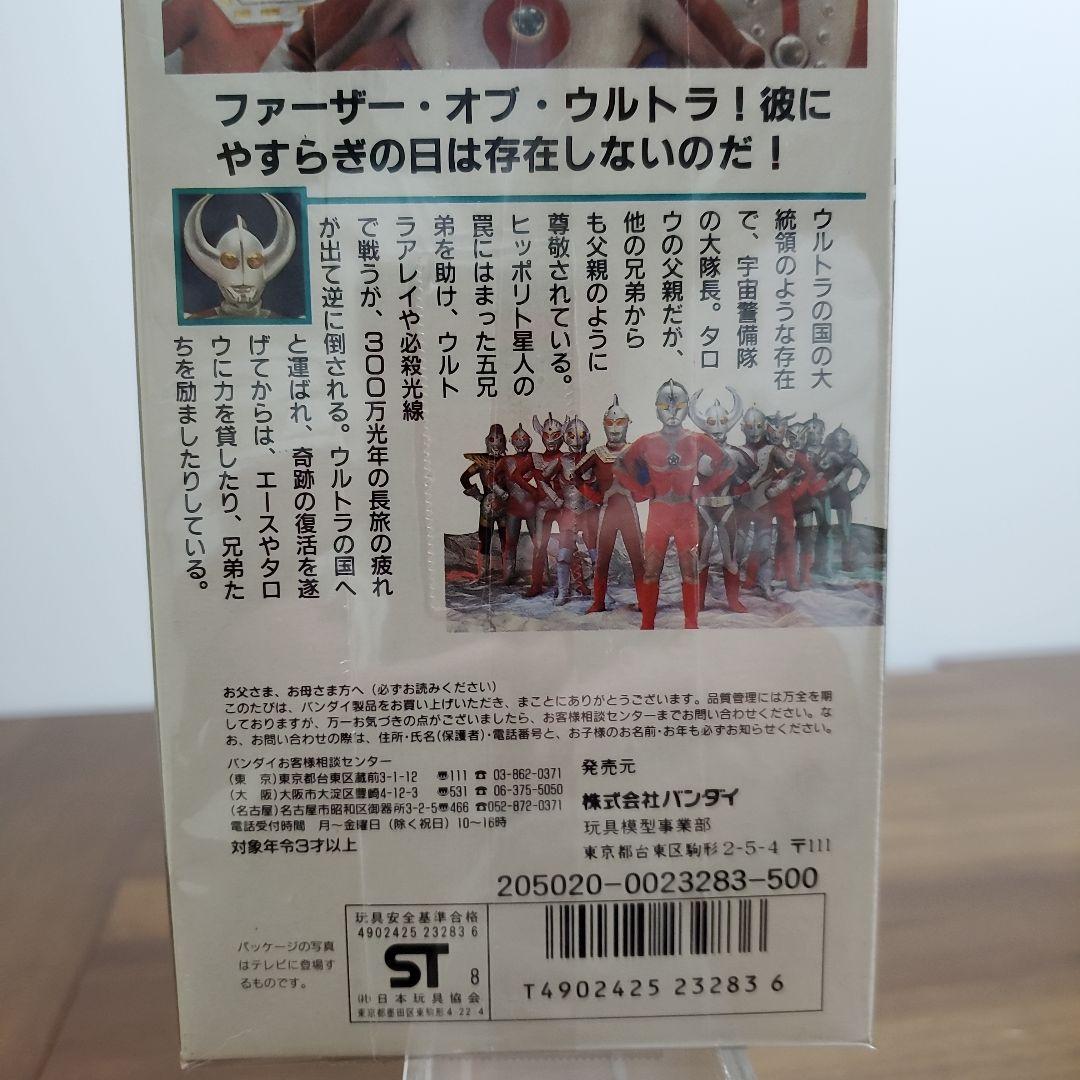 ファーザー・オブ・ウルトラ！彼に
やすらぎの日は存在しないのだ！
ウルトラの国の大
統領のような存在
で、宇宙警備隊
の大隊長。タロ
ウの父親だが、
他の兄弟から
も父親のように
尊敬されている。
ヒッポリト星人の
罠にはまった五兄
弟を助け、ウルト
ラアレイや必殺光線
で戦うが、300万光年の長旅の疲れ
が出て逆に倒される。ウルトラの国へ
と運ばれ、奇跡の復活を遂
げてからは、エースやタロ
ウに力を貸したり、兄弟た
ちを励ましたりしている。
お父さま、お母さま方へ（必ずお読みください）
このたびは、バンダイ製品をお買い上げいただき、まことにありがとうございます。品質管理には万全を期
しておりますが、万一お気づきの点がございましたら、お客様相談センターまでお問い合わせください。な
お、お問い合わせの際は、住所・氏名（保護者）・電話番号と、お子様のお名前・お年も必ずお知らせください。
バンダイお客様相談センター
（東　京）東京都台東区蔵前3-1-12 〠111 ☎ 03-862-0371
（大　阪）大阪市大淀区豊崎4-12-3 〠531 ☎ 06-375-5050
（名古屋）名古屋市昭和区御器所3-2-5 〠466 ☎052-872-0371
電話受付時間　月〜金曜日（除く祝日）10〜16時
対象年令3才以上
発売元
株式会社バンダイ
玩具模型事業部
東京都台東区駒形2-5-4 〒111
205020-0023283-500
パッケージの写真
はテレビに登場す
るものです。
玩具安全基準合格
4902425 23283 6
ST 8
㈳日本玩具協会
東京都墨田区東駒形4-22-4
T4902425 23283 6